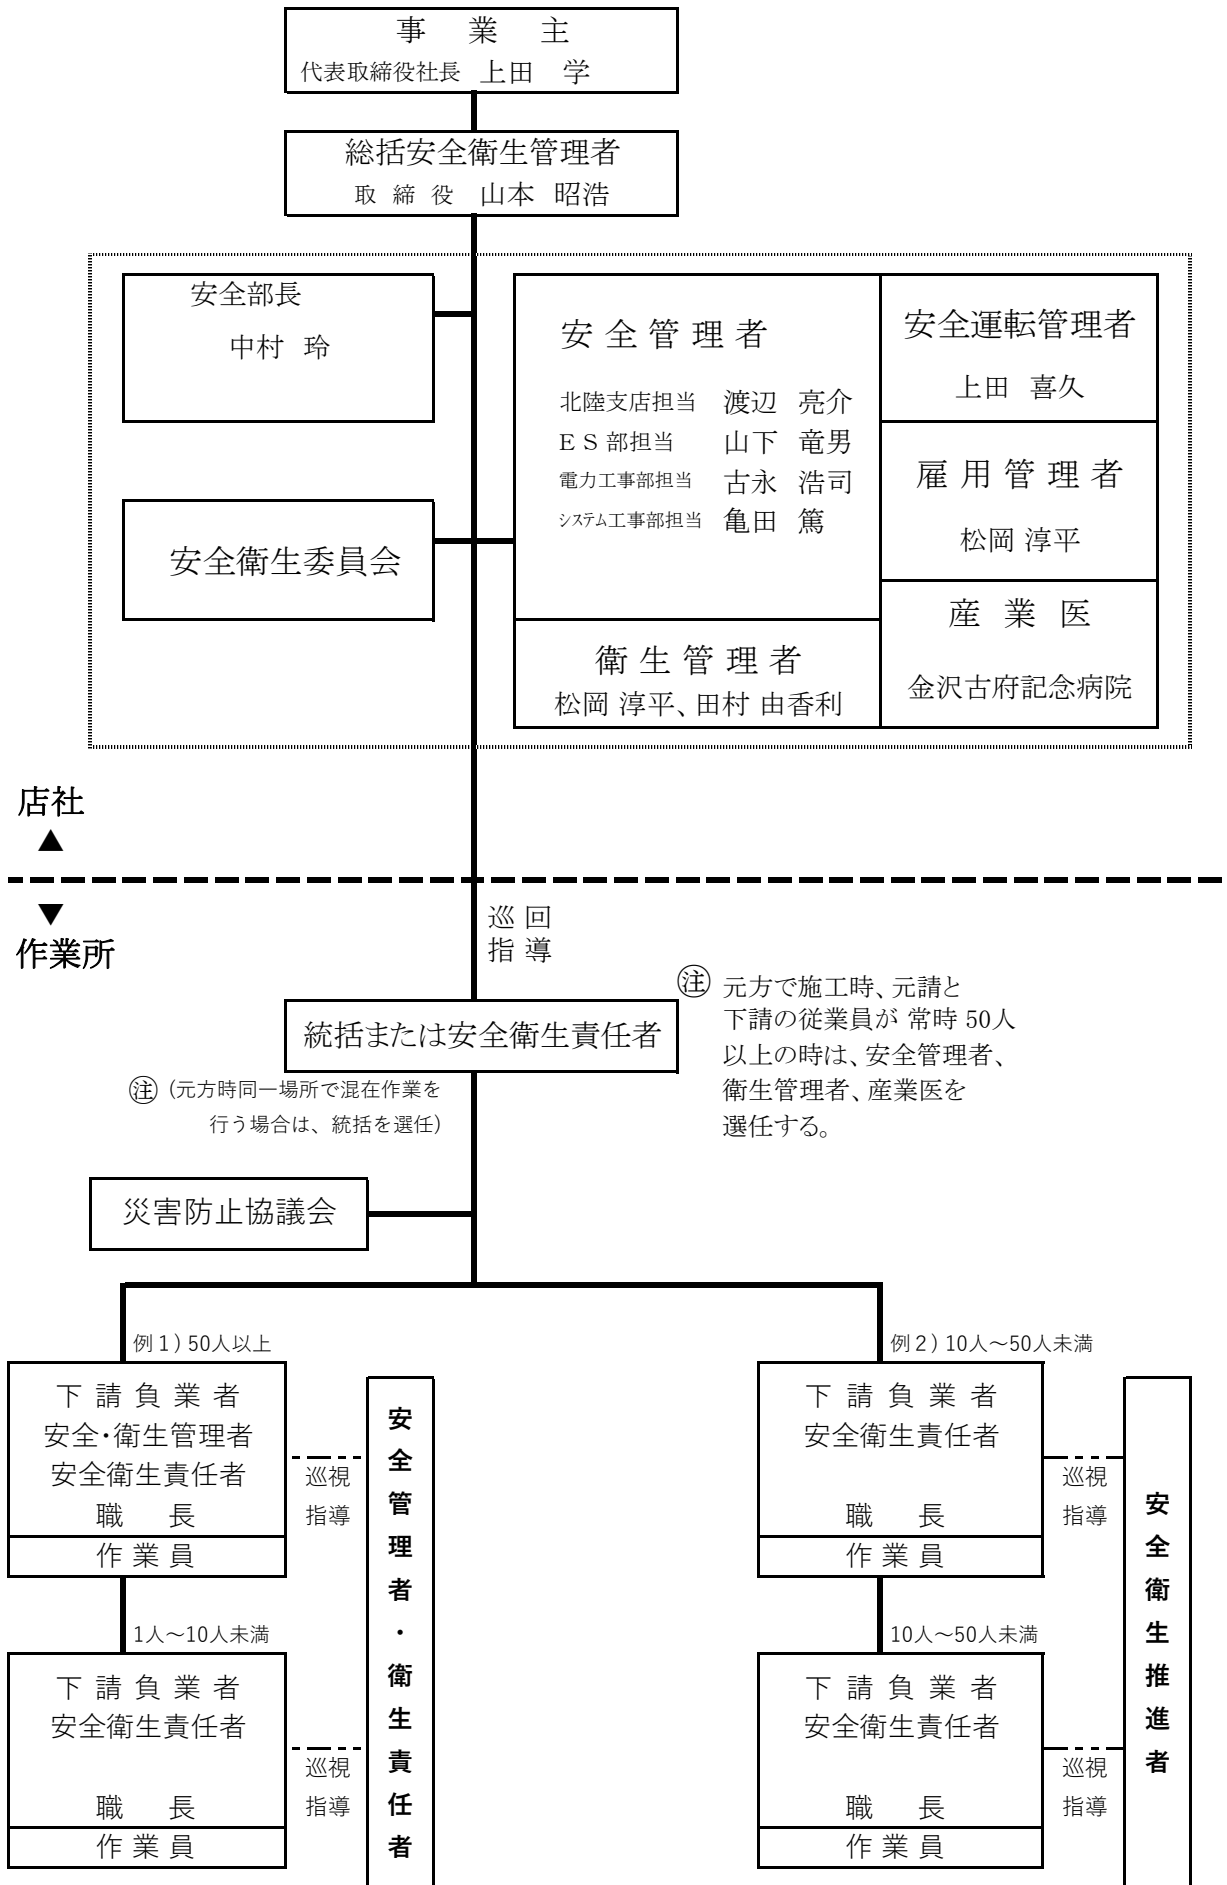 事 業 主
代表取締役社長 上田 学
総括安全衛生管理者
取 締 役 山本 昭浩
安全部長
中村 玲
安全衛生委員会
安 全 管 理 者
北陸支店担当 渡辺 亮介
E S 部担当 山下 竜男
電力工事部担当 古永 浩司
システム工事部担当 亀田 篤
衛 生 管 理 者
松岡 淳平、田村 由香利
安全運転管理者
上田 喜久
雇 用 管 理 者
松岡 淳平
産 業 医
金沢古府記念病院
店社
▲
▼
作業所
巡 回
指 導
統括または安全衛生責任者
㊟ (元方時同一場所で混在作業を
行う場合は、統括を選任)
㊟ 元方で施工時、元請と
下請の従業員が 常時 50人
以上の時は、安全管理者、
衛生管理者、産業医を
選任する。
災害防止協議会
例１) 50人以上
下 請 負 業 者
安全・衛生管理者
安全衛生責任者
職 長
作 業 員
巡視
指導
1人～10人未満
下 請 負 業 者
安全衛生責任者
職 長
作 業 員
巡視
指導
安全管理者・衛生責任者
例２) 10人～50人未満
下 請 負 業 者
安全衛生責任者
職 長
作 業 員
巡視
指導
10人～50人未満
下 請 負 業 者
安全衛生責任者
職 長
作 業 員
巡視
指導
安全衛生推進者